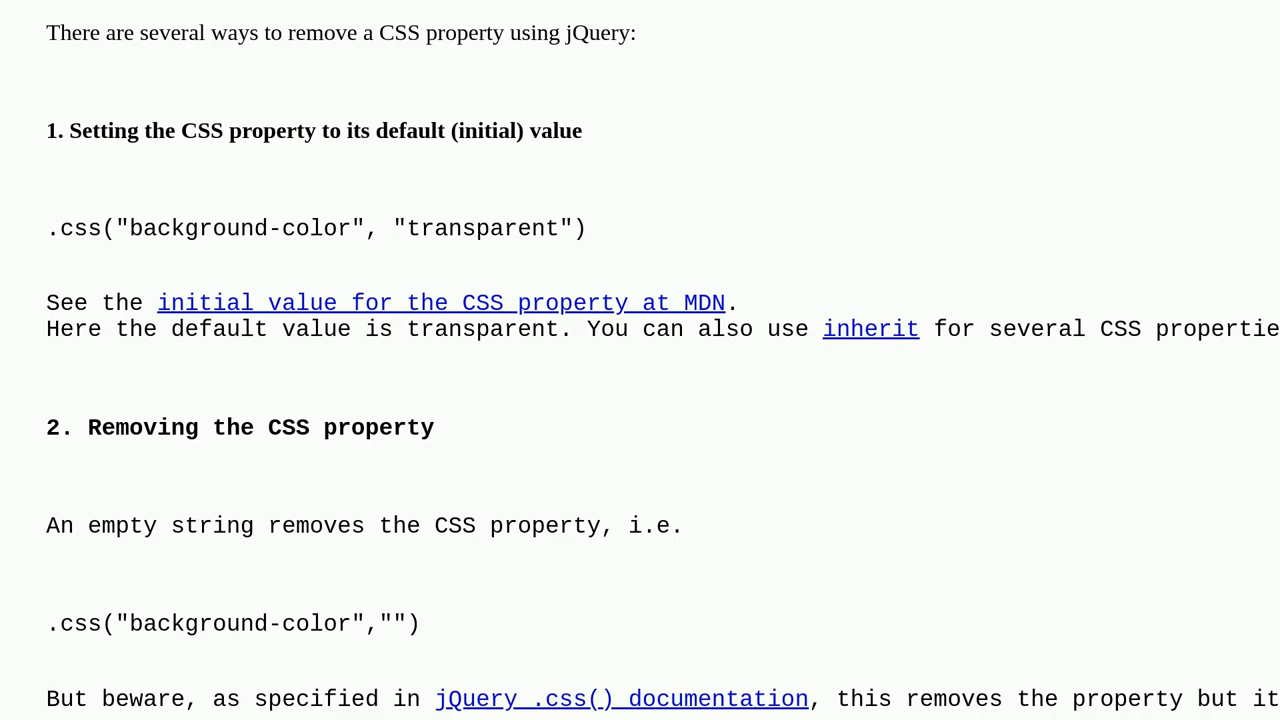 There are several ways to remove a CSS property using jQuery:
1. Setting the CSS property to its default (initial) value
.css("background-color", "transparent")
See the initial value for the CSS property at MDN.
Here the default value is transparent. You can also use inherit for several CSS propertie
2. Removing the CSS property
An empty string removes the CSS property, i.e.
.css("background-color","")
But beware, as specified in jQuery .css() documentation, this removes the property but it